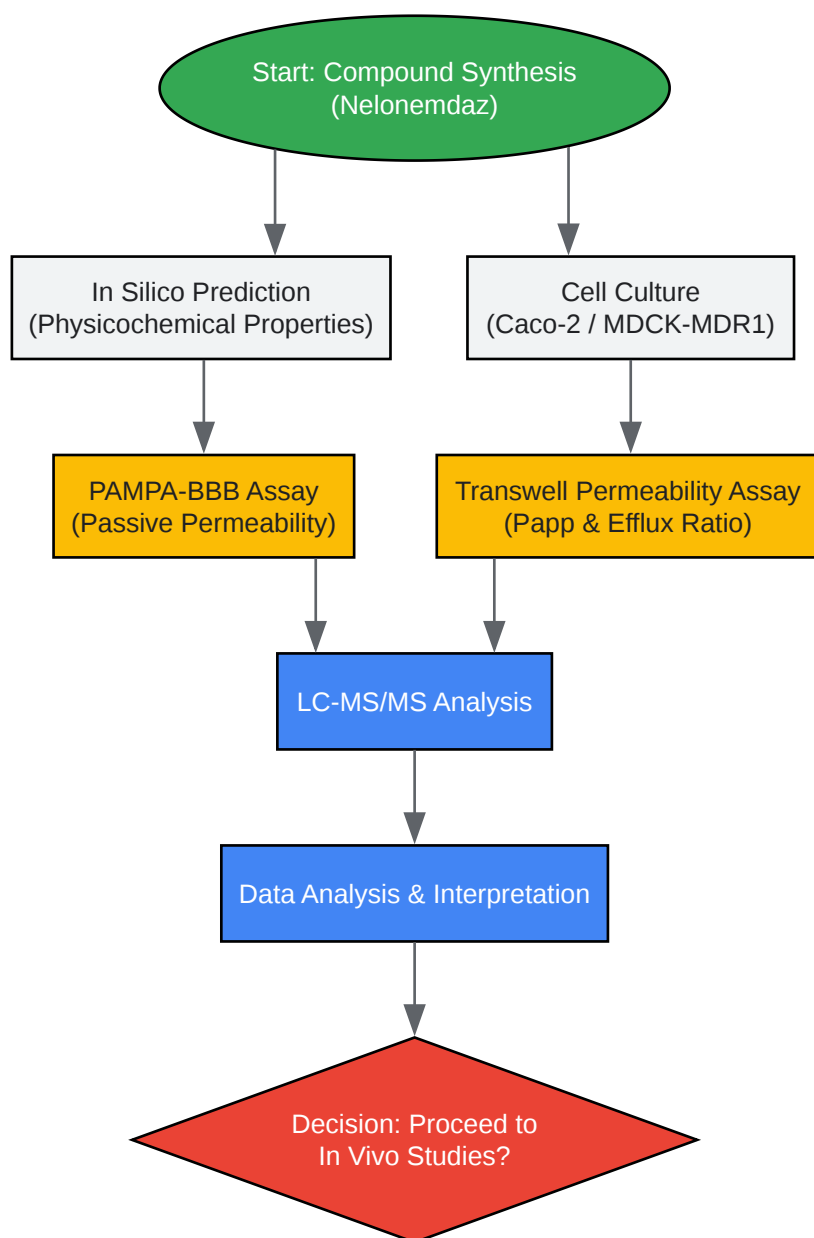 Start: Compound Synthesis
(Nelonemdaz)
In Silico Prediction
(Physicochemical Properties)
Cell Culture
(Caco-2 / MDCK-MDR1)
PAMPA-BBB Assay
(Passive Permeability)
Transwell Permeability Assay
(Papp & Efflux Ratio)
LC-MS/MS Analysis
Data Analysis & Interpretation
Decision: Proceed to
In Vivo Studies?